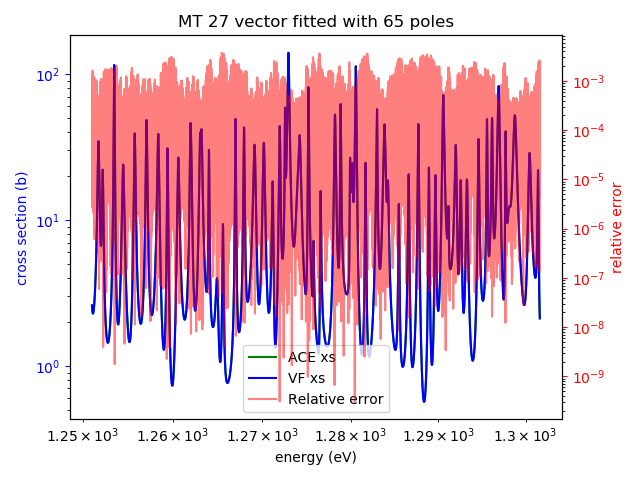 MT 27 vector fitted with 65 poles
10²
10¹
10⁰
cross section (b)
10⁻³
10⁻⁴
10⁻⁵
10⁻⁶
10⁻⁷
10⁻⁸
10⁻⁹
relative error
ACE xs
VF xs
Relative error
1.25 × 10³ 1.26 × 10³ 1.27 × 10³ 1.28 × 10³ 1.29 × 10³ 1.3 × 10³
energy (eV)